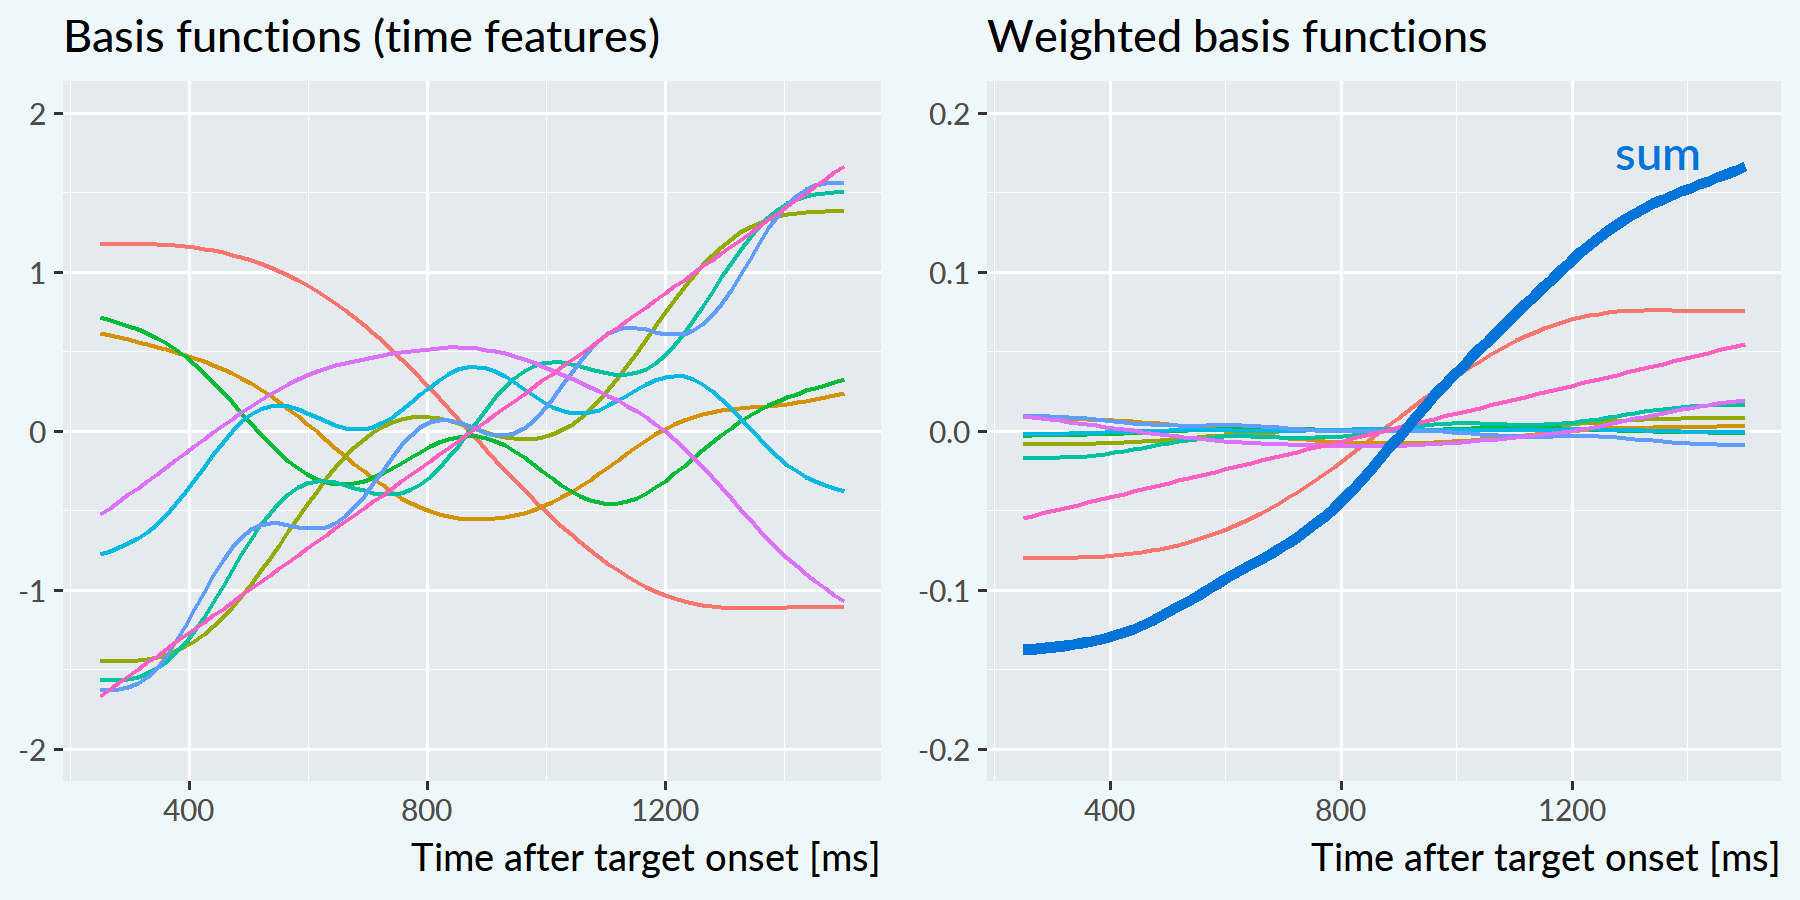 Basis functions (time features)
2
1
0
-1
-2
400 800 1200
Time after target onset [ms]
Weighted basis functions
sum
0.2
0.1
0.0
-0.1
-0.2
400 800 1200
Time after target onset [ms]